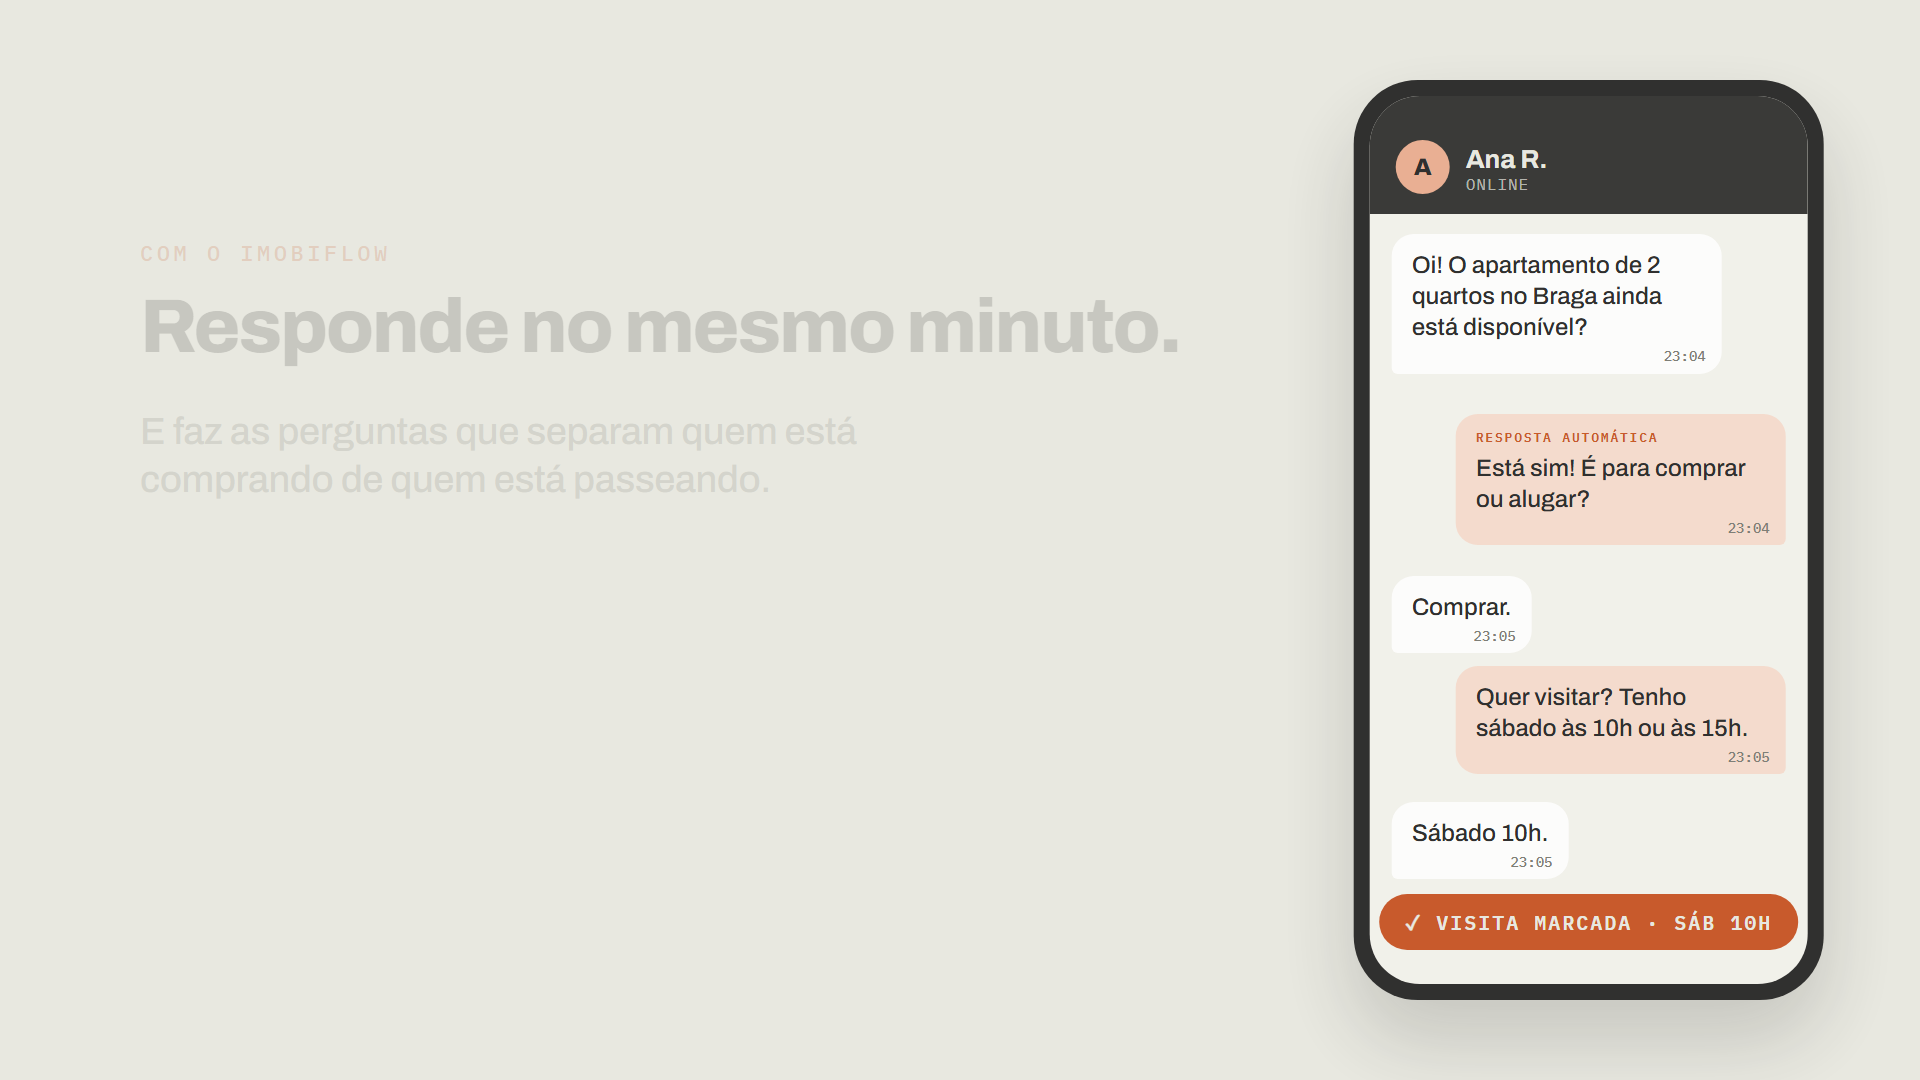 COM O IMOBIFLOW
Responde no mesmo minuto.
E faz as perguntas que separam quem está
comprando de quem está passeando.
A
Ana R.
ONLINE
Oi! O apartamento de 2
quartos no Braga ainda
está disponível?
23:04
RESPOSTA AUTOMÁTICA
Está sim! É para comprar
ou alugar?
23:04
Comprar.
23:05
Quer visitar? Tenho
sábado às 10h ou às 15h.
23:05
Sábado 10h.
23:05
✓ VISITA MARCADA · SÁB 10H